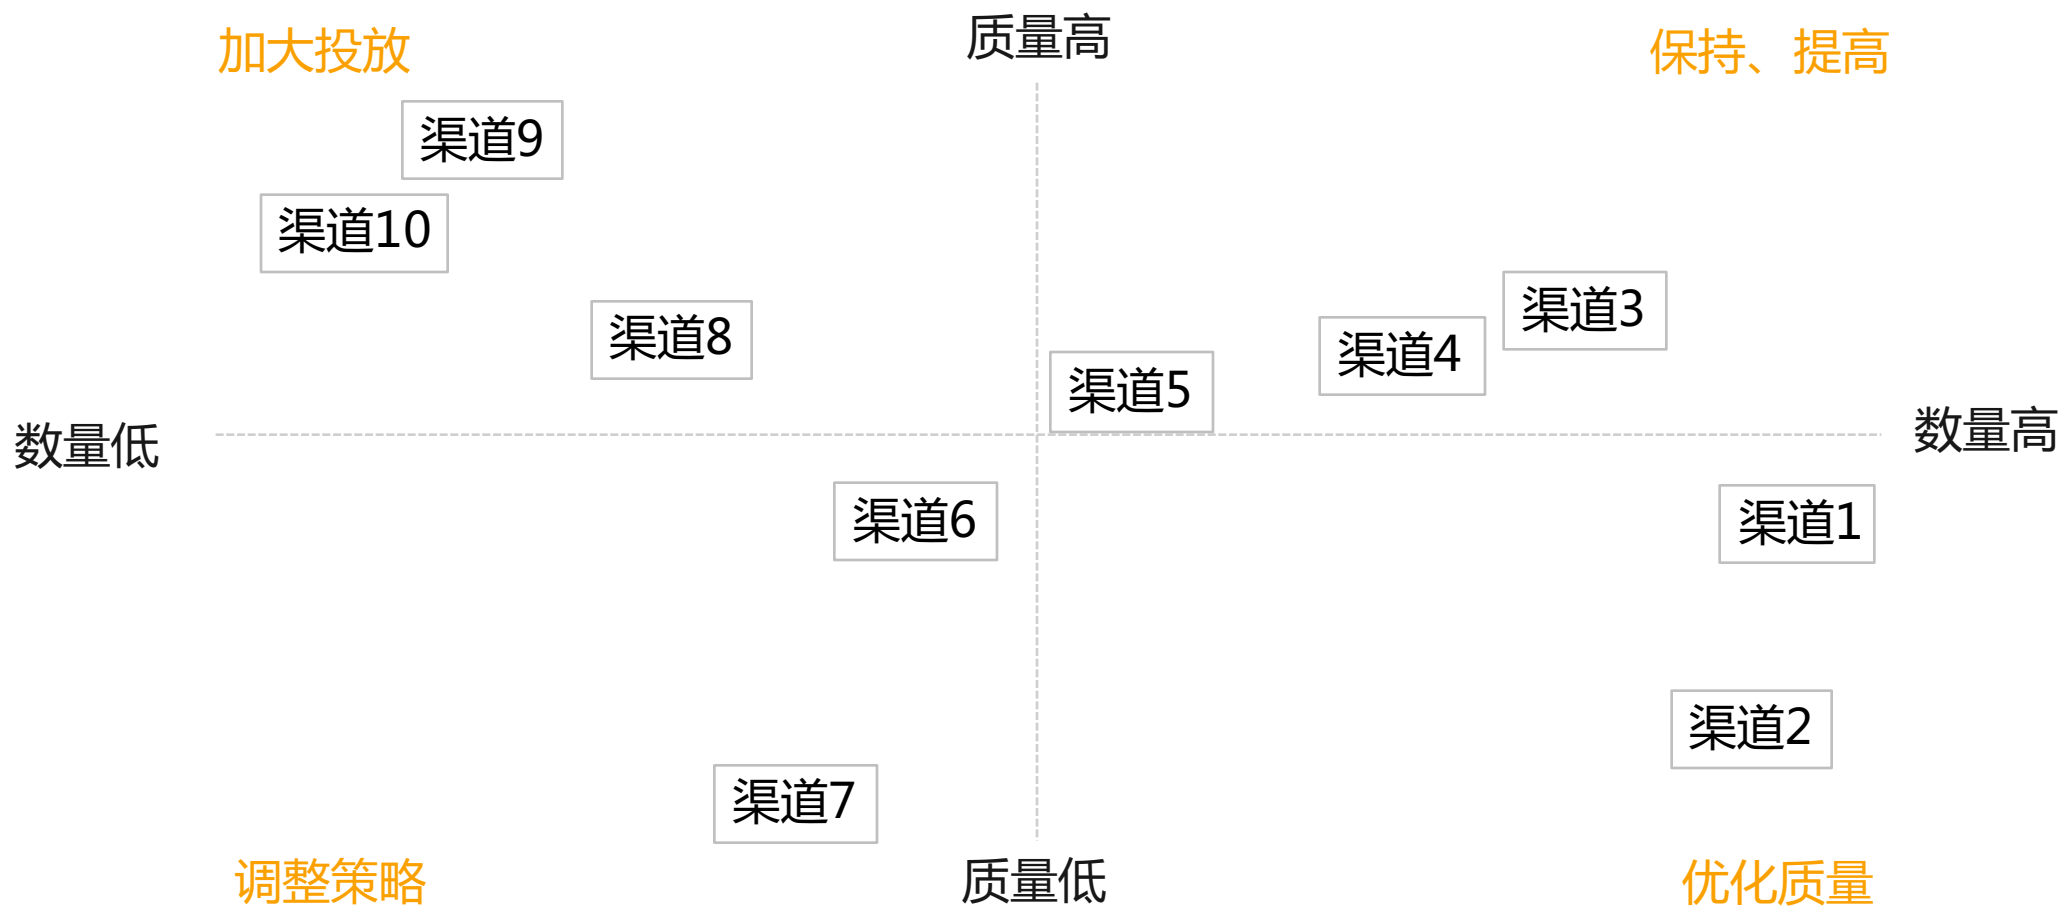 加大投放
质量高
保持、提高
渠道9
渠道10
渠道3
渠道8
渠道4
渠道5
数量低
数量高
渠道6
渠道1
渠道2
渠道7
调整策略
质量低
优化质量